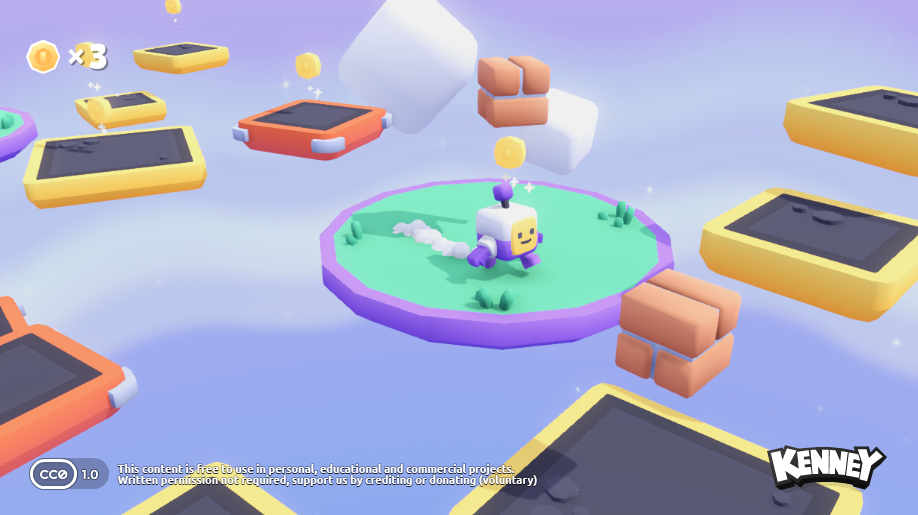 ×3
CC0 1.0
This content is free to use in personal, educational and commercial projects.
Written permission not required, support us by crediting or donating (voluntary)
KENNEY